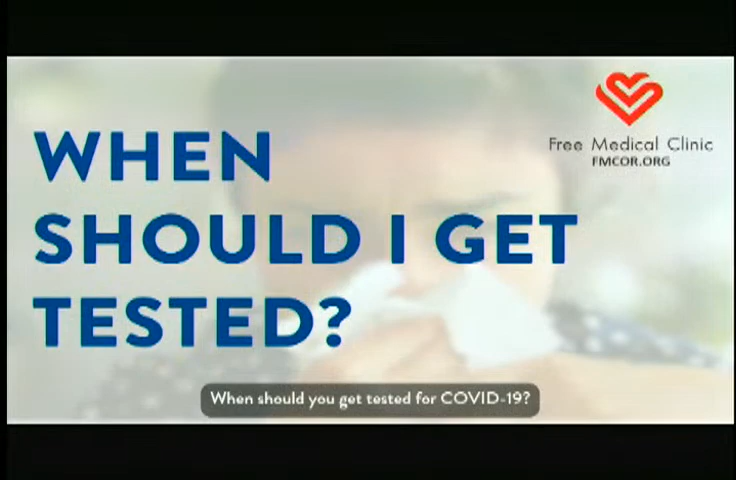 WHEN
SHOULD I GET
TESTED?
Free Medical Clinic
FMCOR.ORG
When should you get tested for COVID-19?